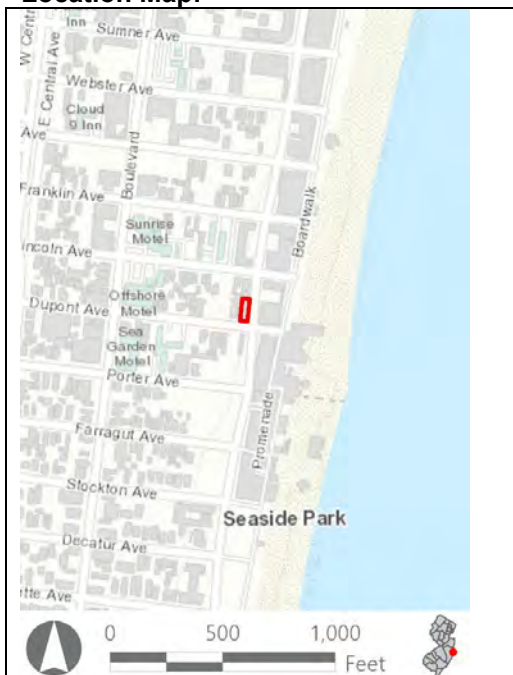 Location Map:
Inn
Sumner Ave
W Centr
E Central Ave
Webster Ave
Cloud
9 Inn
Ave
Boulevard
Franklin Ave
Sunrise
Motel
Boardwalk
incoln Ave
Offshore
Motel
Dupont Ave
Sea
Garden
Motel
Porter Ave
Farragut Ave
Promenade
Stockton Ave
Seaside Park
Decatur Ave
tte Ave
0 500 1,000
Feet